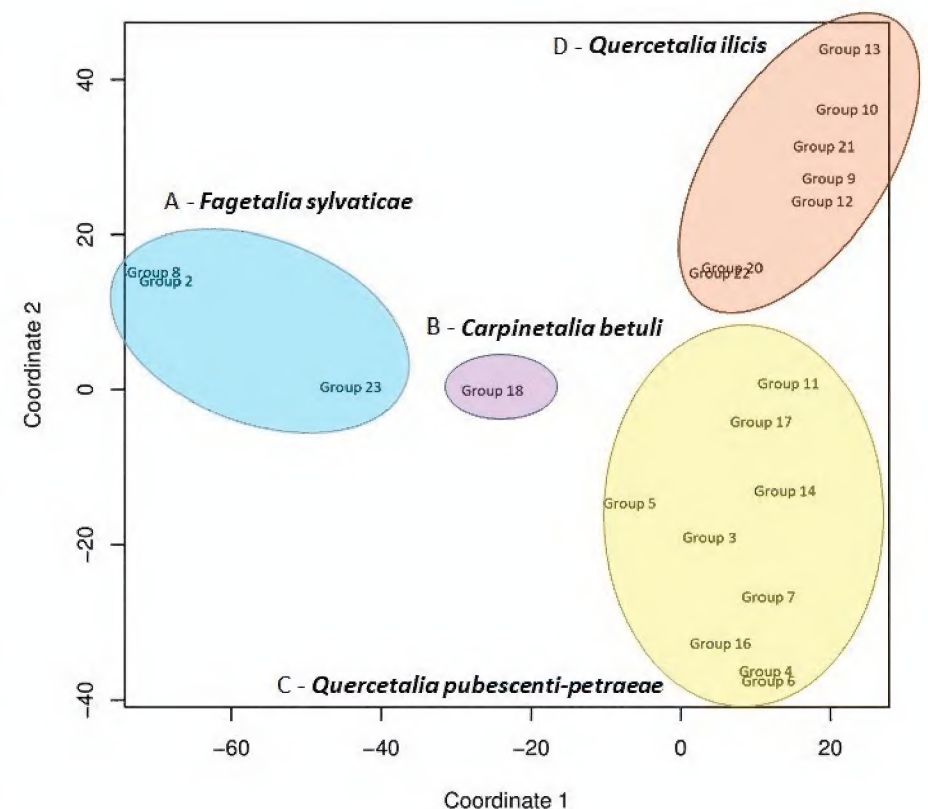 D - Quercetalia ilicis
Group 13
40
Group 10
Group 21
Group 9
Group 12
A - Fagetalia sylvaticae
20
Group 8
Group 2
Group 20
Group 22
B - Carpinetalia betuli
Coordinate 2
0
Group 23
Group 18
Group 11
Group 17
Group 14
Group 5
Group 3
-20
Group 7
Group 16
Group 4
Group 6
C - Quercetalia pubescenti-petraeae
-40
-60 -40 -20 0 20
Coordinate 1